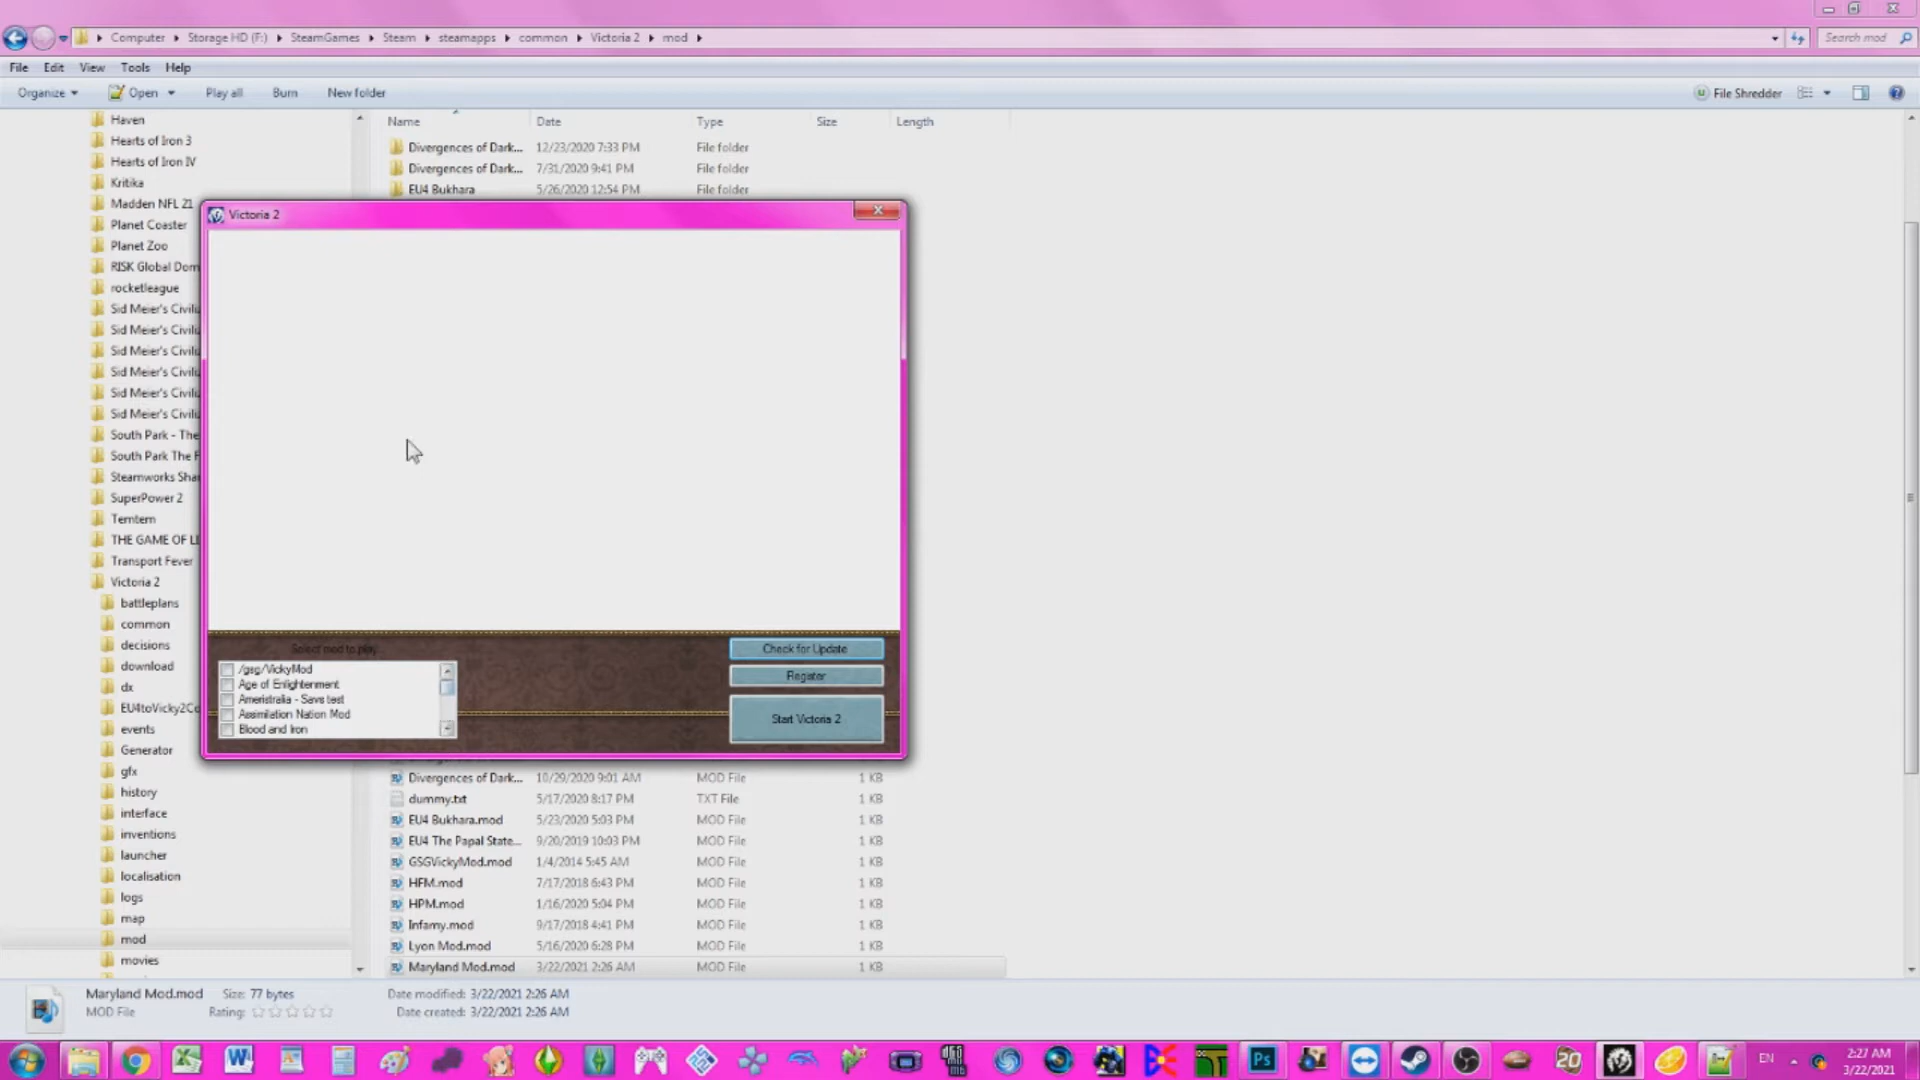 Computer Storage HD (F:) SteamGames Steam steamapps common Victoria 2 mod
Search mod
File Edit View Tools Help
Organize Open Play all Burn New folder
File Shredder
Haven
Hearts of Iron 3
Hearts of Iron IV
Kritika
Madden NFL 21
Planet Coaster
Planet Zoo
RISK Global Dom
rocketleague
Sid Meier's Civili
Sid Meier's Civili
Sid Meier's Civili
Sid Meier's Civili
Sid Meier's Civili
Sid Meier's Civili
South Park - The
South Park The F
Steamworks Sha
SuperPower 2
Temtem
THE GAME OF LI
Transport Fever
Victoria 2
battleplans
common
decisions
download
dx
EU4toVicky2Co
events
Generator
gfx
history
interface
inventions
launcher
localisation
logs
map
mod
movies
Name Date Type Size Length
Divergences of Dark... 12/23/2020 7:33 PM File folder
Divergences of Dark... 7/31/2020 9:41 PM File folder
EU4 Bukhara 5/26/2020 12:54 PM File folder
Victoria 2
Select mod to play
/gsg/VickyMod
Age of Enlightenment
Ameristralia - Save test
Assimilation Nation Mod
Blood and Iron
Check for Update
Register
Start Victoria 2
Divergences of Dark... 10/29/2020 9:01 AM MOD File 1 KB
dummy.txt 5/17/2020 8:17 PM TXT File 1 KB
EU4 Bukhara.mod 5/23/2020 5:03 PM MOD File 1 KB
EU4 The Papal State... 9/20/2019 10:03 PM MOD File 1 KB
GSGVickyMod.mod 1/4/2014 5:45 AM MOD File 1 KB
HFM.mod 7/17/2018 6:43 PM MOD File 1 KB
HPM.mod 1/16/2020 5:04 PM MOD File 1 KB
Infamy.mod 9/17/2018 4:41 PM MOD File 1 KB
Lyon Mod.mod 5/16/2020 6:28 PM MOD File 1 KB
Maryland Mod.mod 3/22/2021 2:26 AM MOD File 1 KB
Maryland Mod.mod Size: 77 bytes Date modified: 3/22/2021 2:26 AM
MOD File Rating: Date created: 3/22/2021 2:26 AM
EN
2:27 AM
3/22/2021
Ps
20